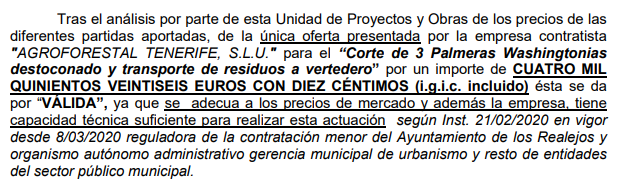 Tras el análisis por parte de esta Unidad de Proyectos y Obras de los precios de las
diferentes partidas aportadas, de la única oferta presentada por la empresa contratista
"AGROFORESTAL TENERIFE, S.L.U." para el “Corte de 3 Palmeras Washingtonias
destoconado y transporte de residuos a vertedero” por un importe de CUATRO MIL
QUINIENTOS VEINTISEIS EUROS CON DIEZ CÉNTIMOS (i.g.i.c. incluido) ésta se da
por “VÁLIDA”, ya que se adecua a los precios de mercado y además la empresa, tiene
capacidad técnica suficiente para realizar esta actuación según Inst. 21/02/2020 en vigor
desde 8/03/2020 reguladora de la contratación menor del Ayuntamiento de los Realejos y
organismo autónomo administrativo gerencia municipal de urbanismo y resto de entidades
del sector público municipal.